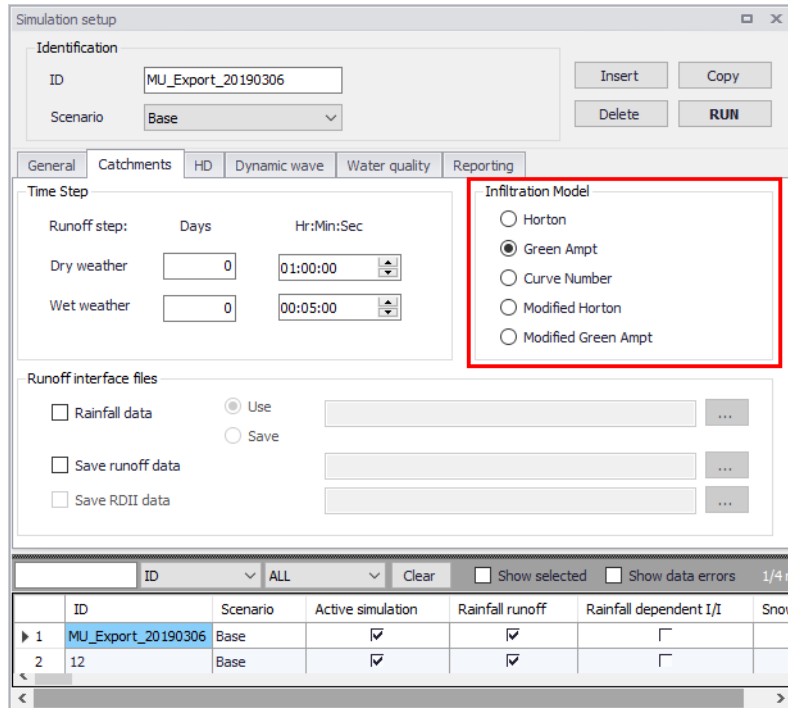 Simulation setup
Identification
ID MU_Export_20190306 Insert Copy
Scenario Base Delete RUN
General Catchments HD Dynamic wave Water quality Reporting
Time Step Infiltration Model
Runoff step: Days Hr:Min:Sec Horton
Green Ampt
Dry weather 0 01:00:00
Curve Number
Wet weather 0 00:05:00 Modified Horton
Modified Green Ampt
Runoff interface files
Rainfall data Use ...
Save
Save runoff data ...
Save RDII data ...
ID ALL Clear Show selected Show data errors 1/4
ID Scenario Active simulation Rainfall runoff Rainfall dependent I/I
1 MU_Export_20190306 Base
2 12 Base